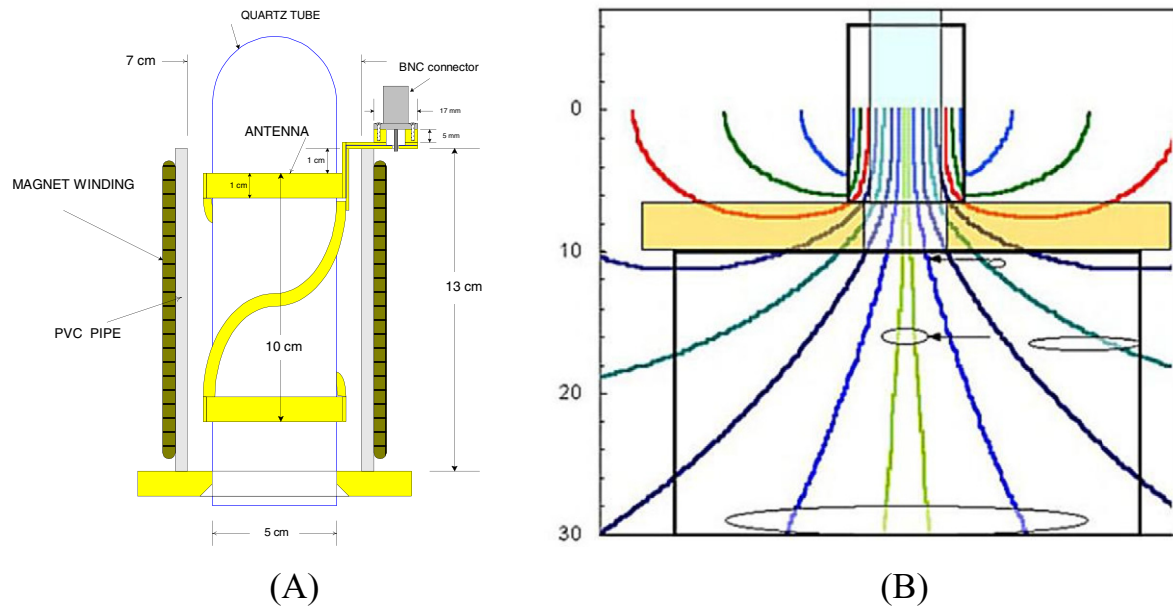 QUARTZ TUBE
7 cm
BNC connector
17 mm
5 mm
ANTENNA
1 cm
1 cm
MAGNET WINDING
13 cm
PVC PIPE
10 cm
5 cm
(A)
0
10
20
30
(B)